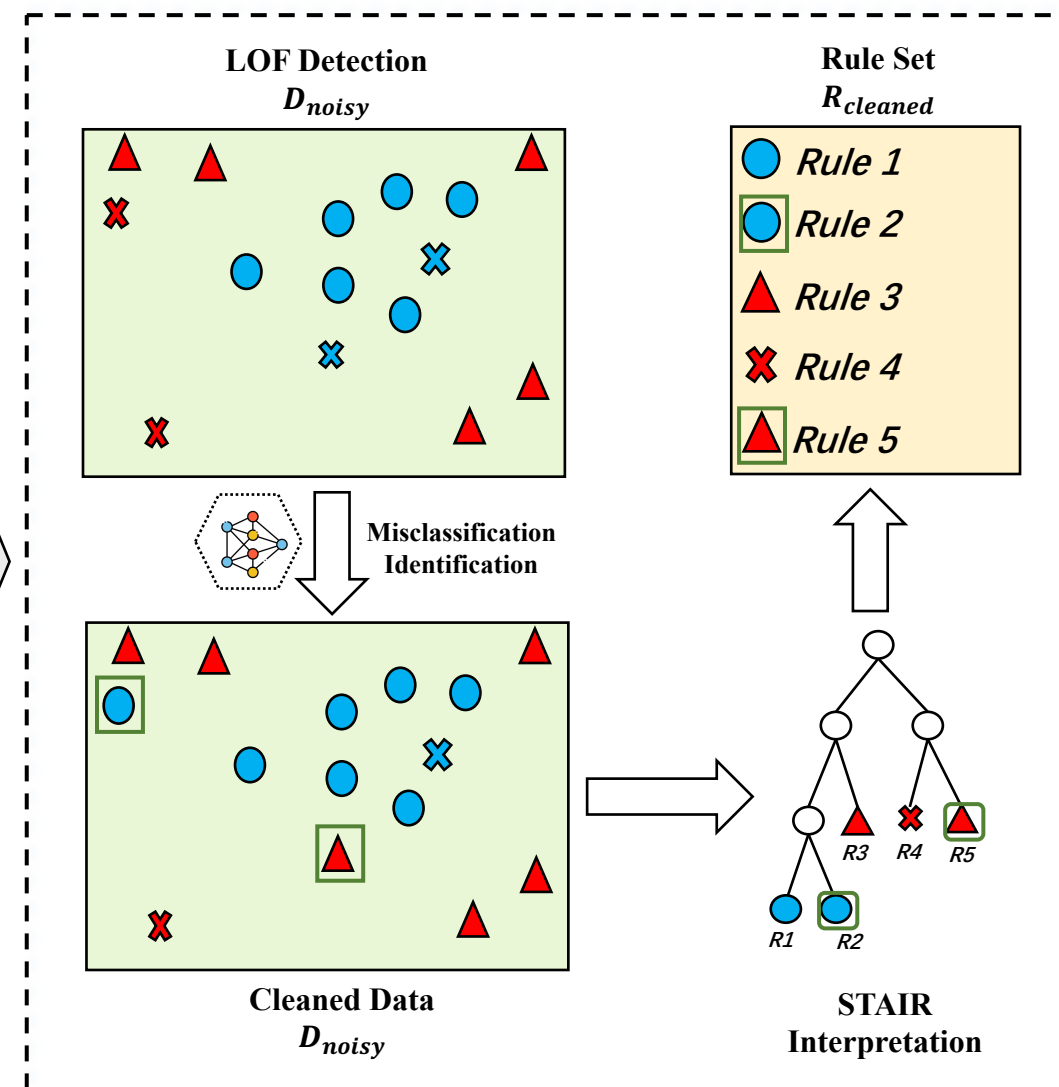 LOF Detection
D_noisy
Misclassification
Identification
Cleaned Data
D_noisy
Rule Set
R_cleaned
Rule 1
Rule 2
Rule 3
Rule 4
Rule 5
R3
R4
R5
R1
R2
STAIR
Interpretation